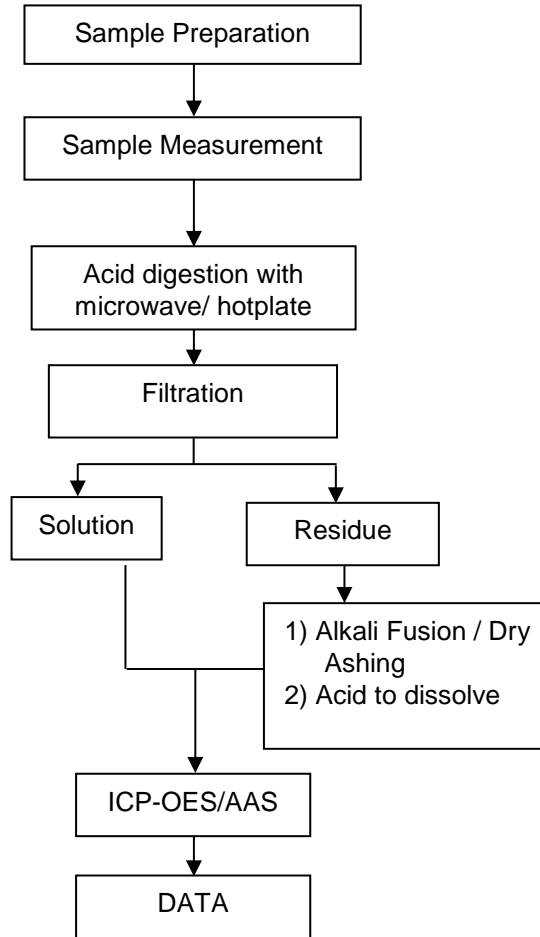 Sample Preparation
Sample Measurement
Acid digestion with
microwave/ hotplate
Filtration
Solution
Residue
1) Alkali Fusion / Dry
Ashing
2) Acid to dissolve
ICP-OES/AAS
DATA